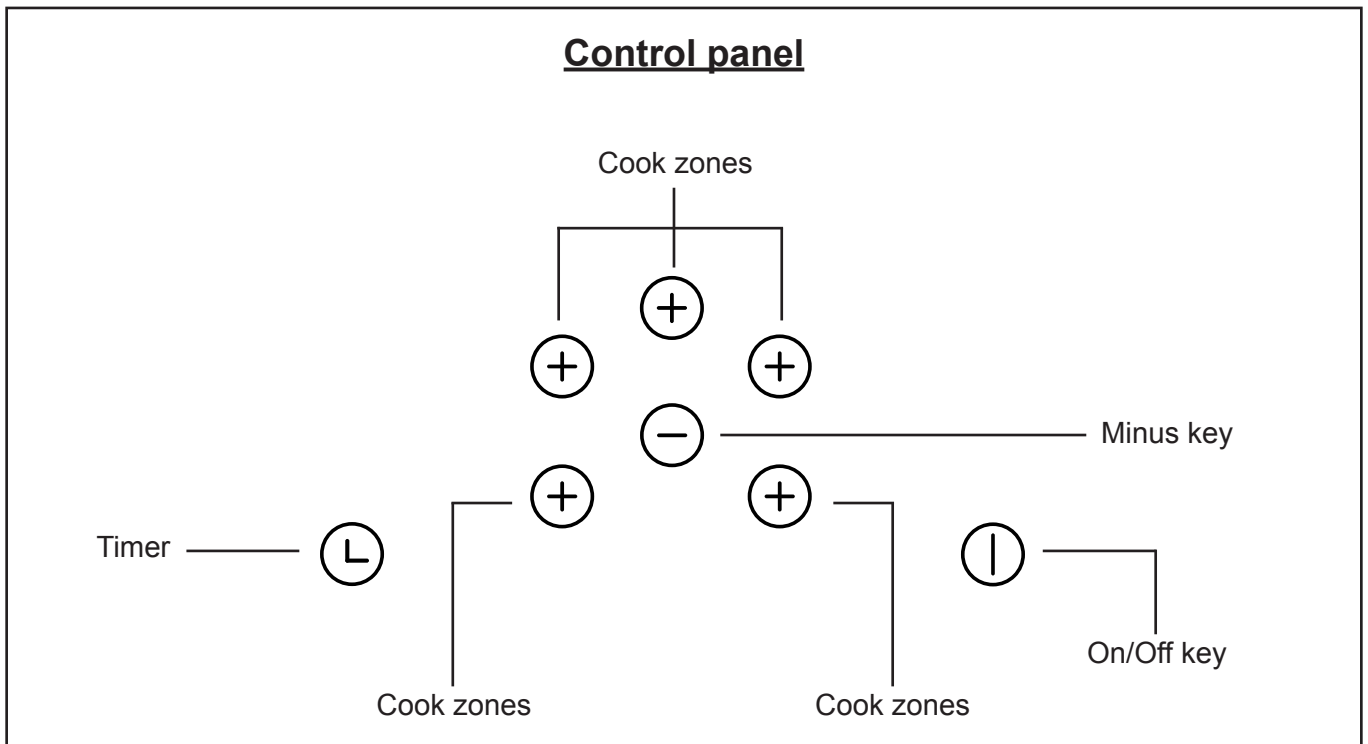 Control panel
Cook zones
Minus key
Timer
On/Off key
Cook zones
Cook zones